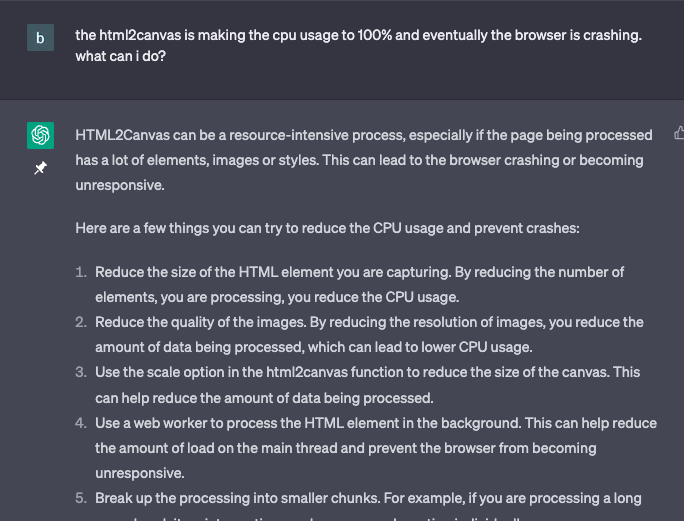 b
the html2canvas is making the cpu usage to 100% and eventually the browser is crashing.
what can i do?
HTML2Canvas can be a resource-intensive process, especially if the page being processed
has a lot of elements, images or styles. This can lead to the browser crashing or becoming
unresponsive.
Here are a few things you can try to reduce the CPU usage and prevent crashes:
1. Reduce the size of the HTML element you are capturing. By reducing the number of
elements, you are processing, you reduce the CPU usage.
2. Reduce the quality of the images. By reducing the resolution of images, you reduce the
amount of data being processed, which can lead to lower CPU usage.
3. Use the scale option in the html2canvas function to reduce the size of the canvas. This
can help reduce the amount of data being processed.
4. Use a web worker to process the HTML element in the background. This can help reduce
the amount of load on the main thread and prevent the browser from becoming
unresponsive.
5. Break up the processing into smaller chunks. For example, if you are processing a long